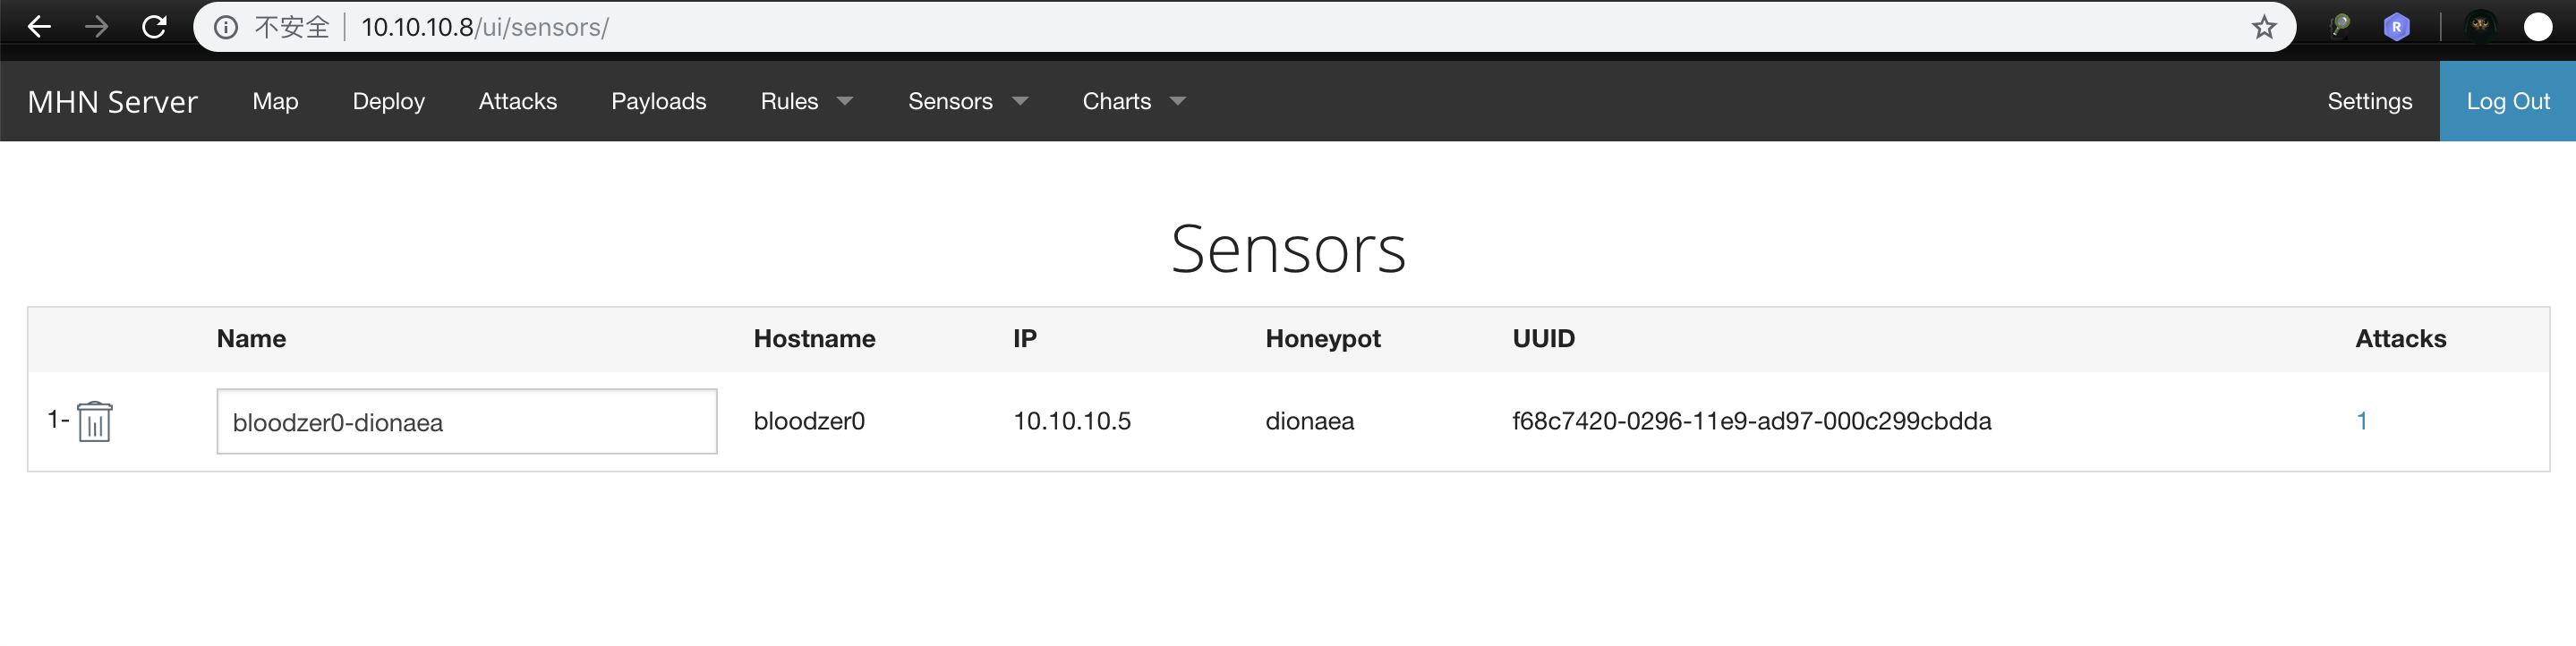 不安全 10.10.10.8/ui/sensors/
R
MHN Server Map Deploy Attacks Payloads Rules Sensors Charts Settings Log Out
Sensors
Name Hostname IP Honeypot UUID Attacks
1- bloodzer0-dionaea bloodzer0 10.10.10.5 dionaea f68c7420-0296-11e9-ad97-000c299cbdda 1